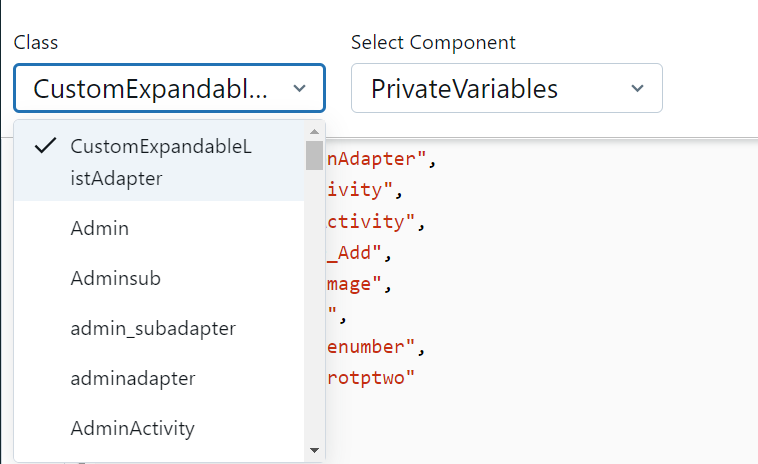 Class
Select Component
CustomExpandabl...
PrivateVariables
CustomExpandableL
istAdapter
Admin
Adminsub
admin_subadapter
adminadapter
AdminActivity
nAdapter",
ivity",
ctivity",
_Add",
mage",
",
enumber",
rotptwo"